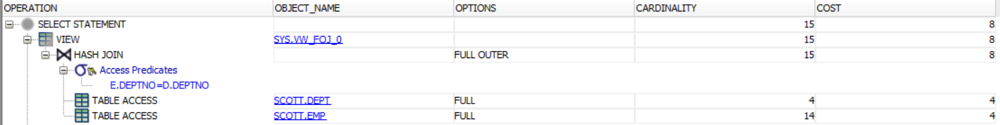 OPERATION OBJECT_NAME OPTIONS CARDINALITY COST
SELECT STATEMENT 15 8
VIEW SYS.VW_FOJ_0 15 8
HASH JOIN FULL OUTER 15 8
Access Predicates
E.DEPTNO=D.DEPTNO
TABLE ACCESS SCOTT.DEPT FULL 4 4
TABLE ACCESS SCOTT.EMP FULL 14 4